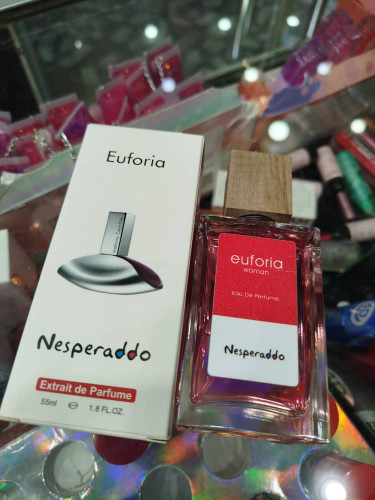 Euforia
Nesperaddo
Extrait de Parfume
55ml e 1.8 FL.OZ.
euforia
woman
Eau De Perfume
Nesperaddo